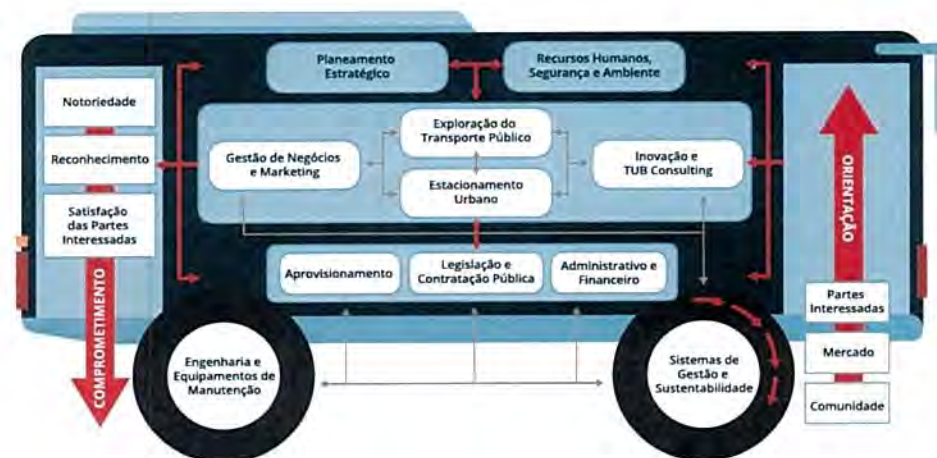 Planeamento
Estratégico
Recursos Humanos,
Segurança e Ambiente
Notoriedade
Reconhecimento
Satisfação
das Partes
Interessadas
COMPROMETIMENTO
Exploração do
Transporte Público
Gestão de Negócios
e Marketing
Inovação e
TUB Consulting
Estacionamento
Urbano
Aprovisionamento
Legislação e
Contratação Pública
Administrativo e
Financeiro
Engenharia e
Equipamentos de
Manutenção
Sistemas de
Gestão e
Sustentabilidade
ORIENTAÇÃO
Partes
Interessadas
Mercado
Comunidade